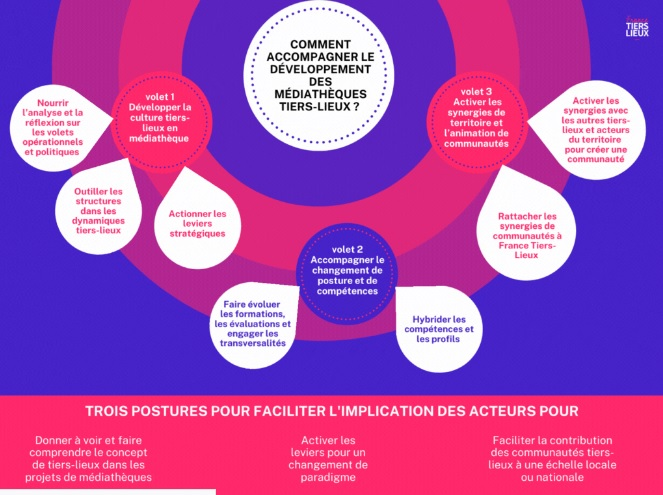 France
TIERS
LIEUX
COMMENT
ACCOMPAGNER LE
DÉVELOPPEMENT
DES
MÉDIATHÈQUES
TIERS-LIEUX ?
volet 1
Développer la
culture tiers-
lieux en
médiathèque
Nourrir
l'analyse et la
réflexion sur
les volets
opérationnels
et politiques
Outiller les
structures
dans les
dynamiques
tiers-lieux
Actionner les
leviers
stratégiques
volet 2
Accompagner le
changement de
posture et de
compétences
Faire évoluer
les formations,
les évaluations et
engager les
transversalités
Hybrider les
compétences et
les profils
volet 3
Activer les
synergies de
territoire et
l'animation de
communautés
Activer les
synergies avec
les autres tiers-
lieux et acteurs
du territoire
pour créer une
communauté
Rattacher les
synergies de
communautés à
France Tiers-
Lieux
TROIS POSTURES POUR FACILITER L'IMPLICATION DES ACTEURS POUR
Donner à voir et faire
comprendre le concept
de tiers-lieux dans les
projets de médiathèques
Activer les
leviers pour un
changement de
paradigme
Faciliter la contribution
des communautés tiers-
lieux à une échelle locale
ou nationale